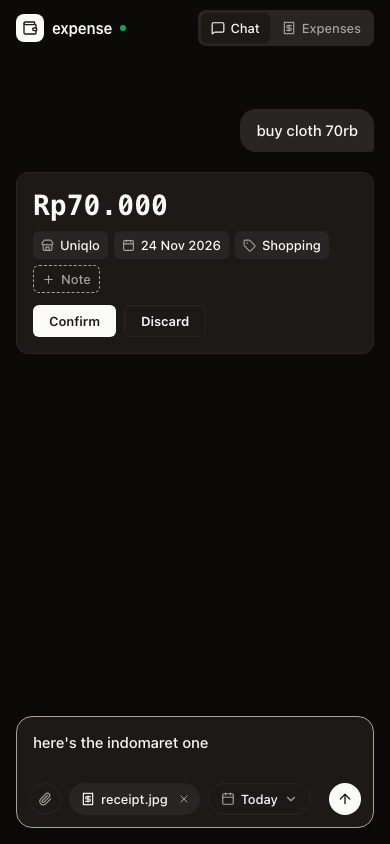 expense
Chat
Expenses
buy cloth 70rb
Rp70.000
Uniqlo
24 Nov 2026
Shopping
+ Note
Confirm
Discard
here's the indomaret one
receipt.jpg
Today